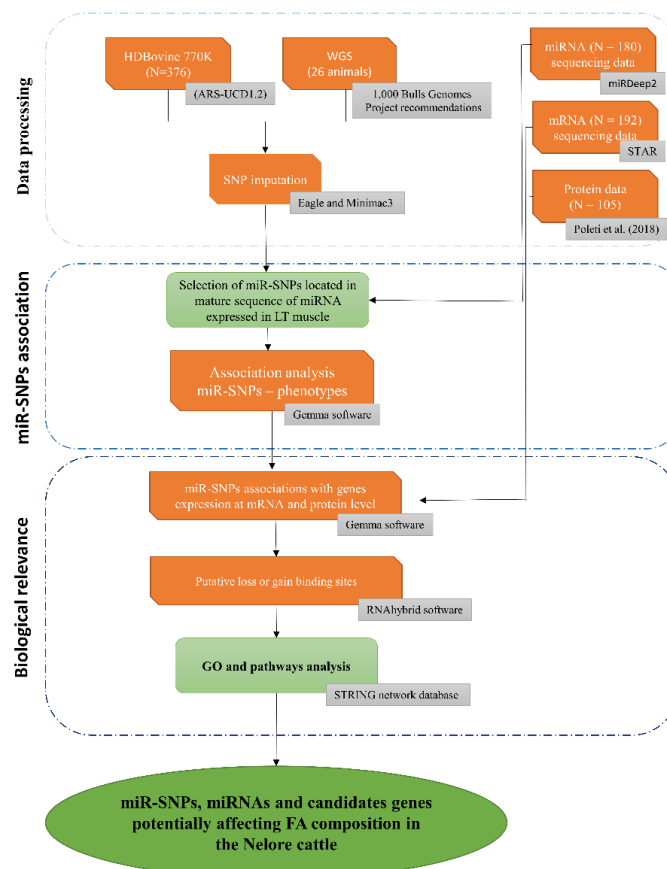 Data processing
HDBovine 770K
(N=376)
(ARS-UCD1.2)
WGS
(26 animals)
1,000 Bulls Genomes
Project recommendations
miRNA (N – 180)
sequencing data
miRDeep2
mRNA (N = 192)
sequencing data
STAR
Protein data
(N – 105)
Poleti et al. (2018)
SNP imputation
Eagle and Minimac3
miR-SNPs association
Selection of miR-SNPs located in
mature sequence of miRNA
expressed in LT muscle
Association analysis
miR-SNPs – phenotypes
Gemma software
Biological relevance
miR-SNPs associations with genes
expression at mRNA and protein level
Gemma software
Putative loss or gain binding sites
RNAhybrid software
GO and pathways analysis
STRING network database
miR-SNPs, miRNAs and candidates genes
potentially affecting FA composition in
the Nelore cattle